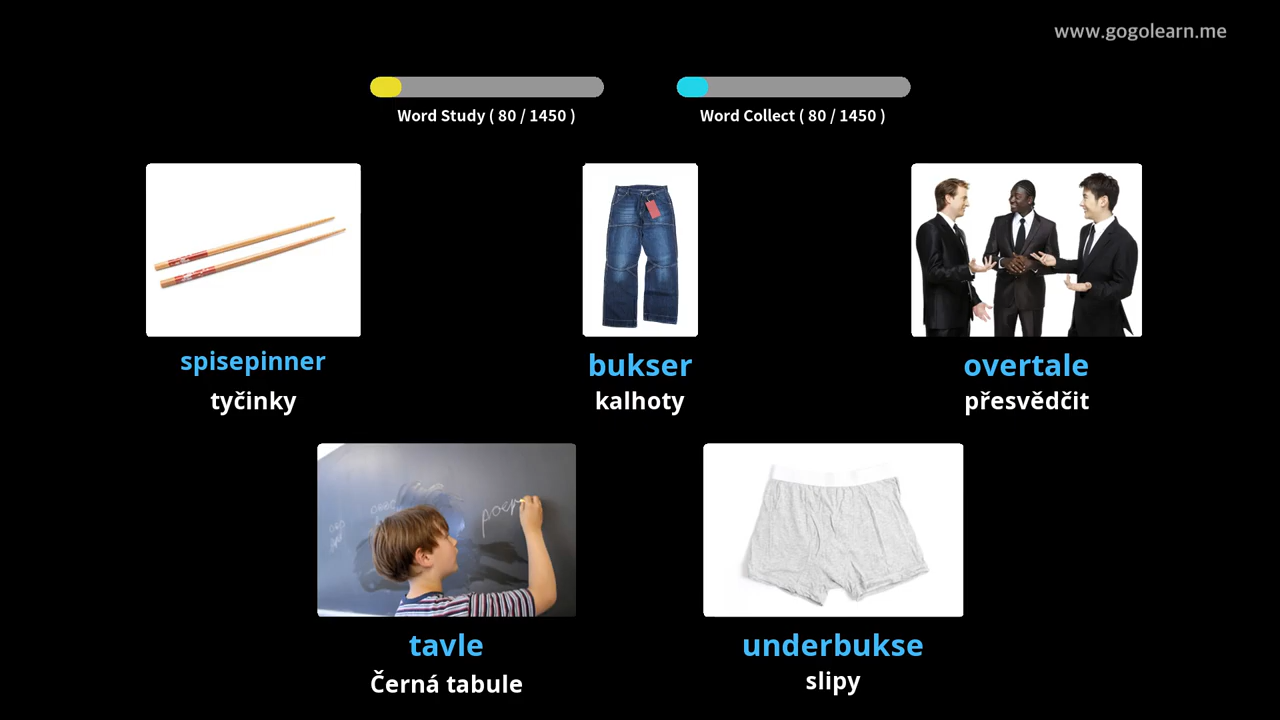 www.gogolearn.me
Word Study ( 80 / 1450 )
Word Collect ( 80 / 1450 )
spisepinner
tyčinky
bukser
kalhoty
overtale
přesvědčit
tavle
Černá tabule
underbukse
slipy